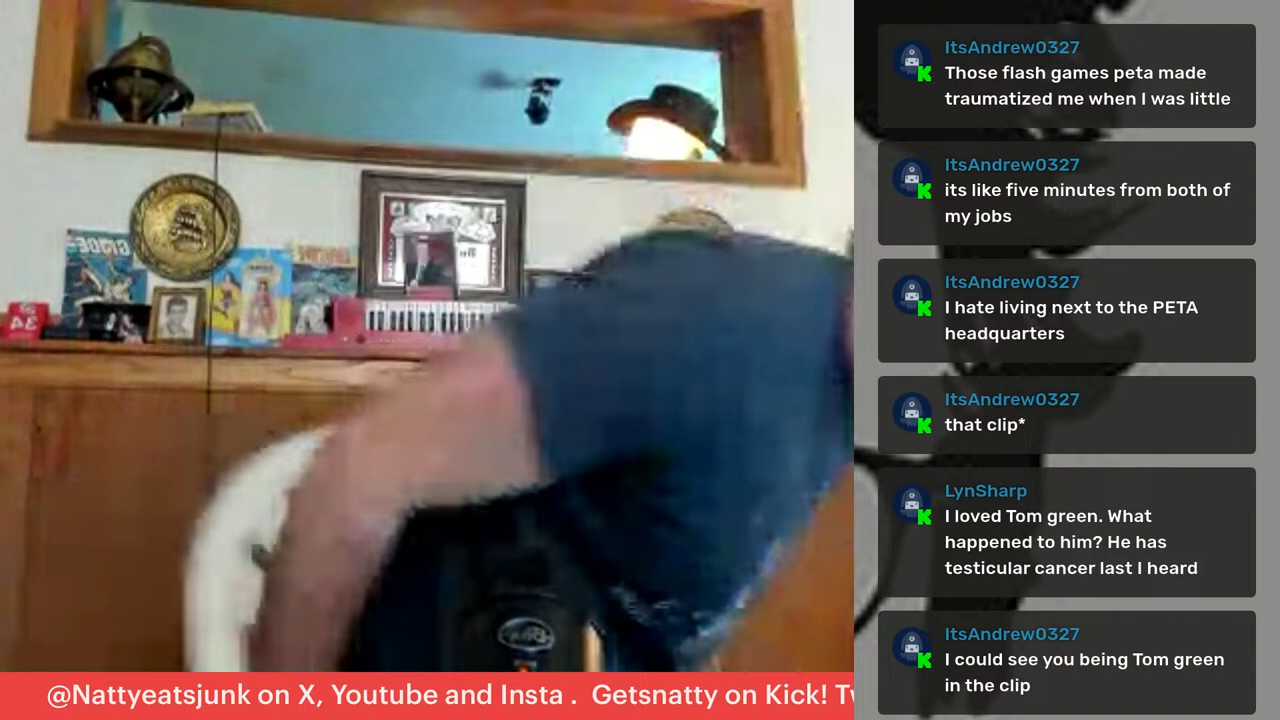 ItsAndrew0327
Those flash games peta made
traumatized me when I was little
ItsAndrew0327
its like five minutes from both of
my jobs
ItsAndrew0327
I hate living next to the PETA
headquarters
ItsAndrew0327
that clip*
LynSharp
I loved Tom green. What
happened to him? He has
testicular cancer last I heard
ItsAndrew0327
I could see you being Tom green
in the clip
@Nattyeatsjunk on X, Youtube and Insta .  Getsnatty on Kick! Tw